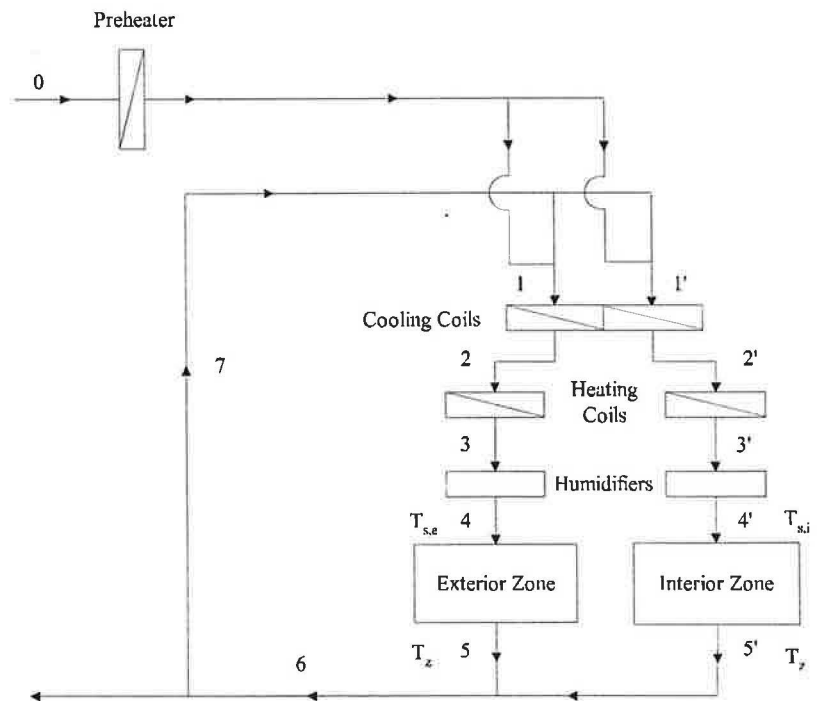 Preheater
0
1
1'
Cooling Coils
7
2
2'
Heating
Coils
3
3'
Humidifiers
T_{s,e}
4
4'
T_{s,i}
Exterior Zone
Interior Zone
6
T_z
5
5'
T_z